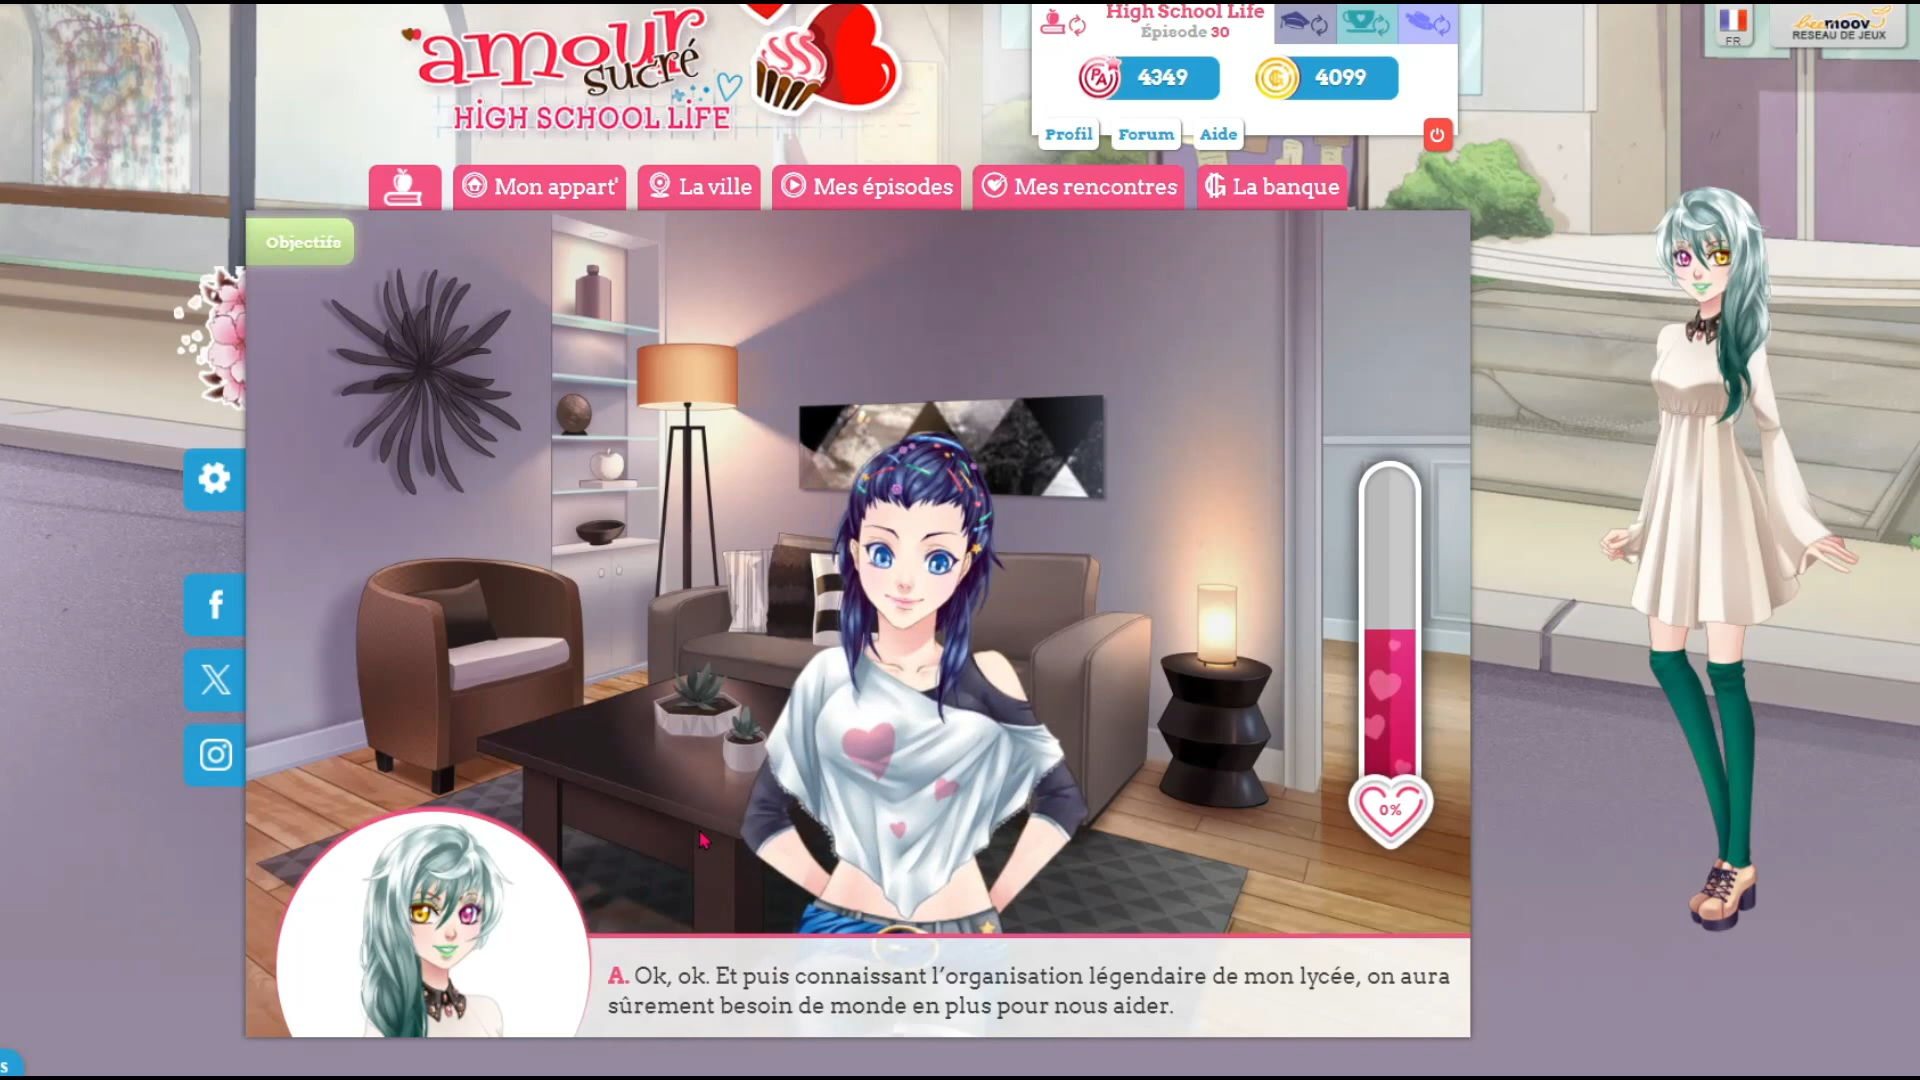 amour
sucré
HIGH SCHOOL LIFE
High School Life
Épisode 30
PA
4349
4099
Profil
Forum
Aide
FR
beemoov
RESEAU DE JEUX
Mon appart'
La ville
Mes épisodes
Mes rencontres
La banque
Objectifs
0%
A. Ok, ok. Et puis connaissant l’organisation légendaire de mon lycée, on aura
sûrement besoin de monde en plus pour nous aider.
s